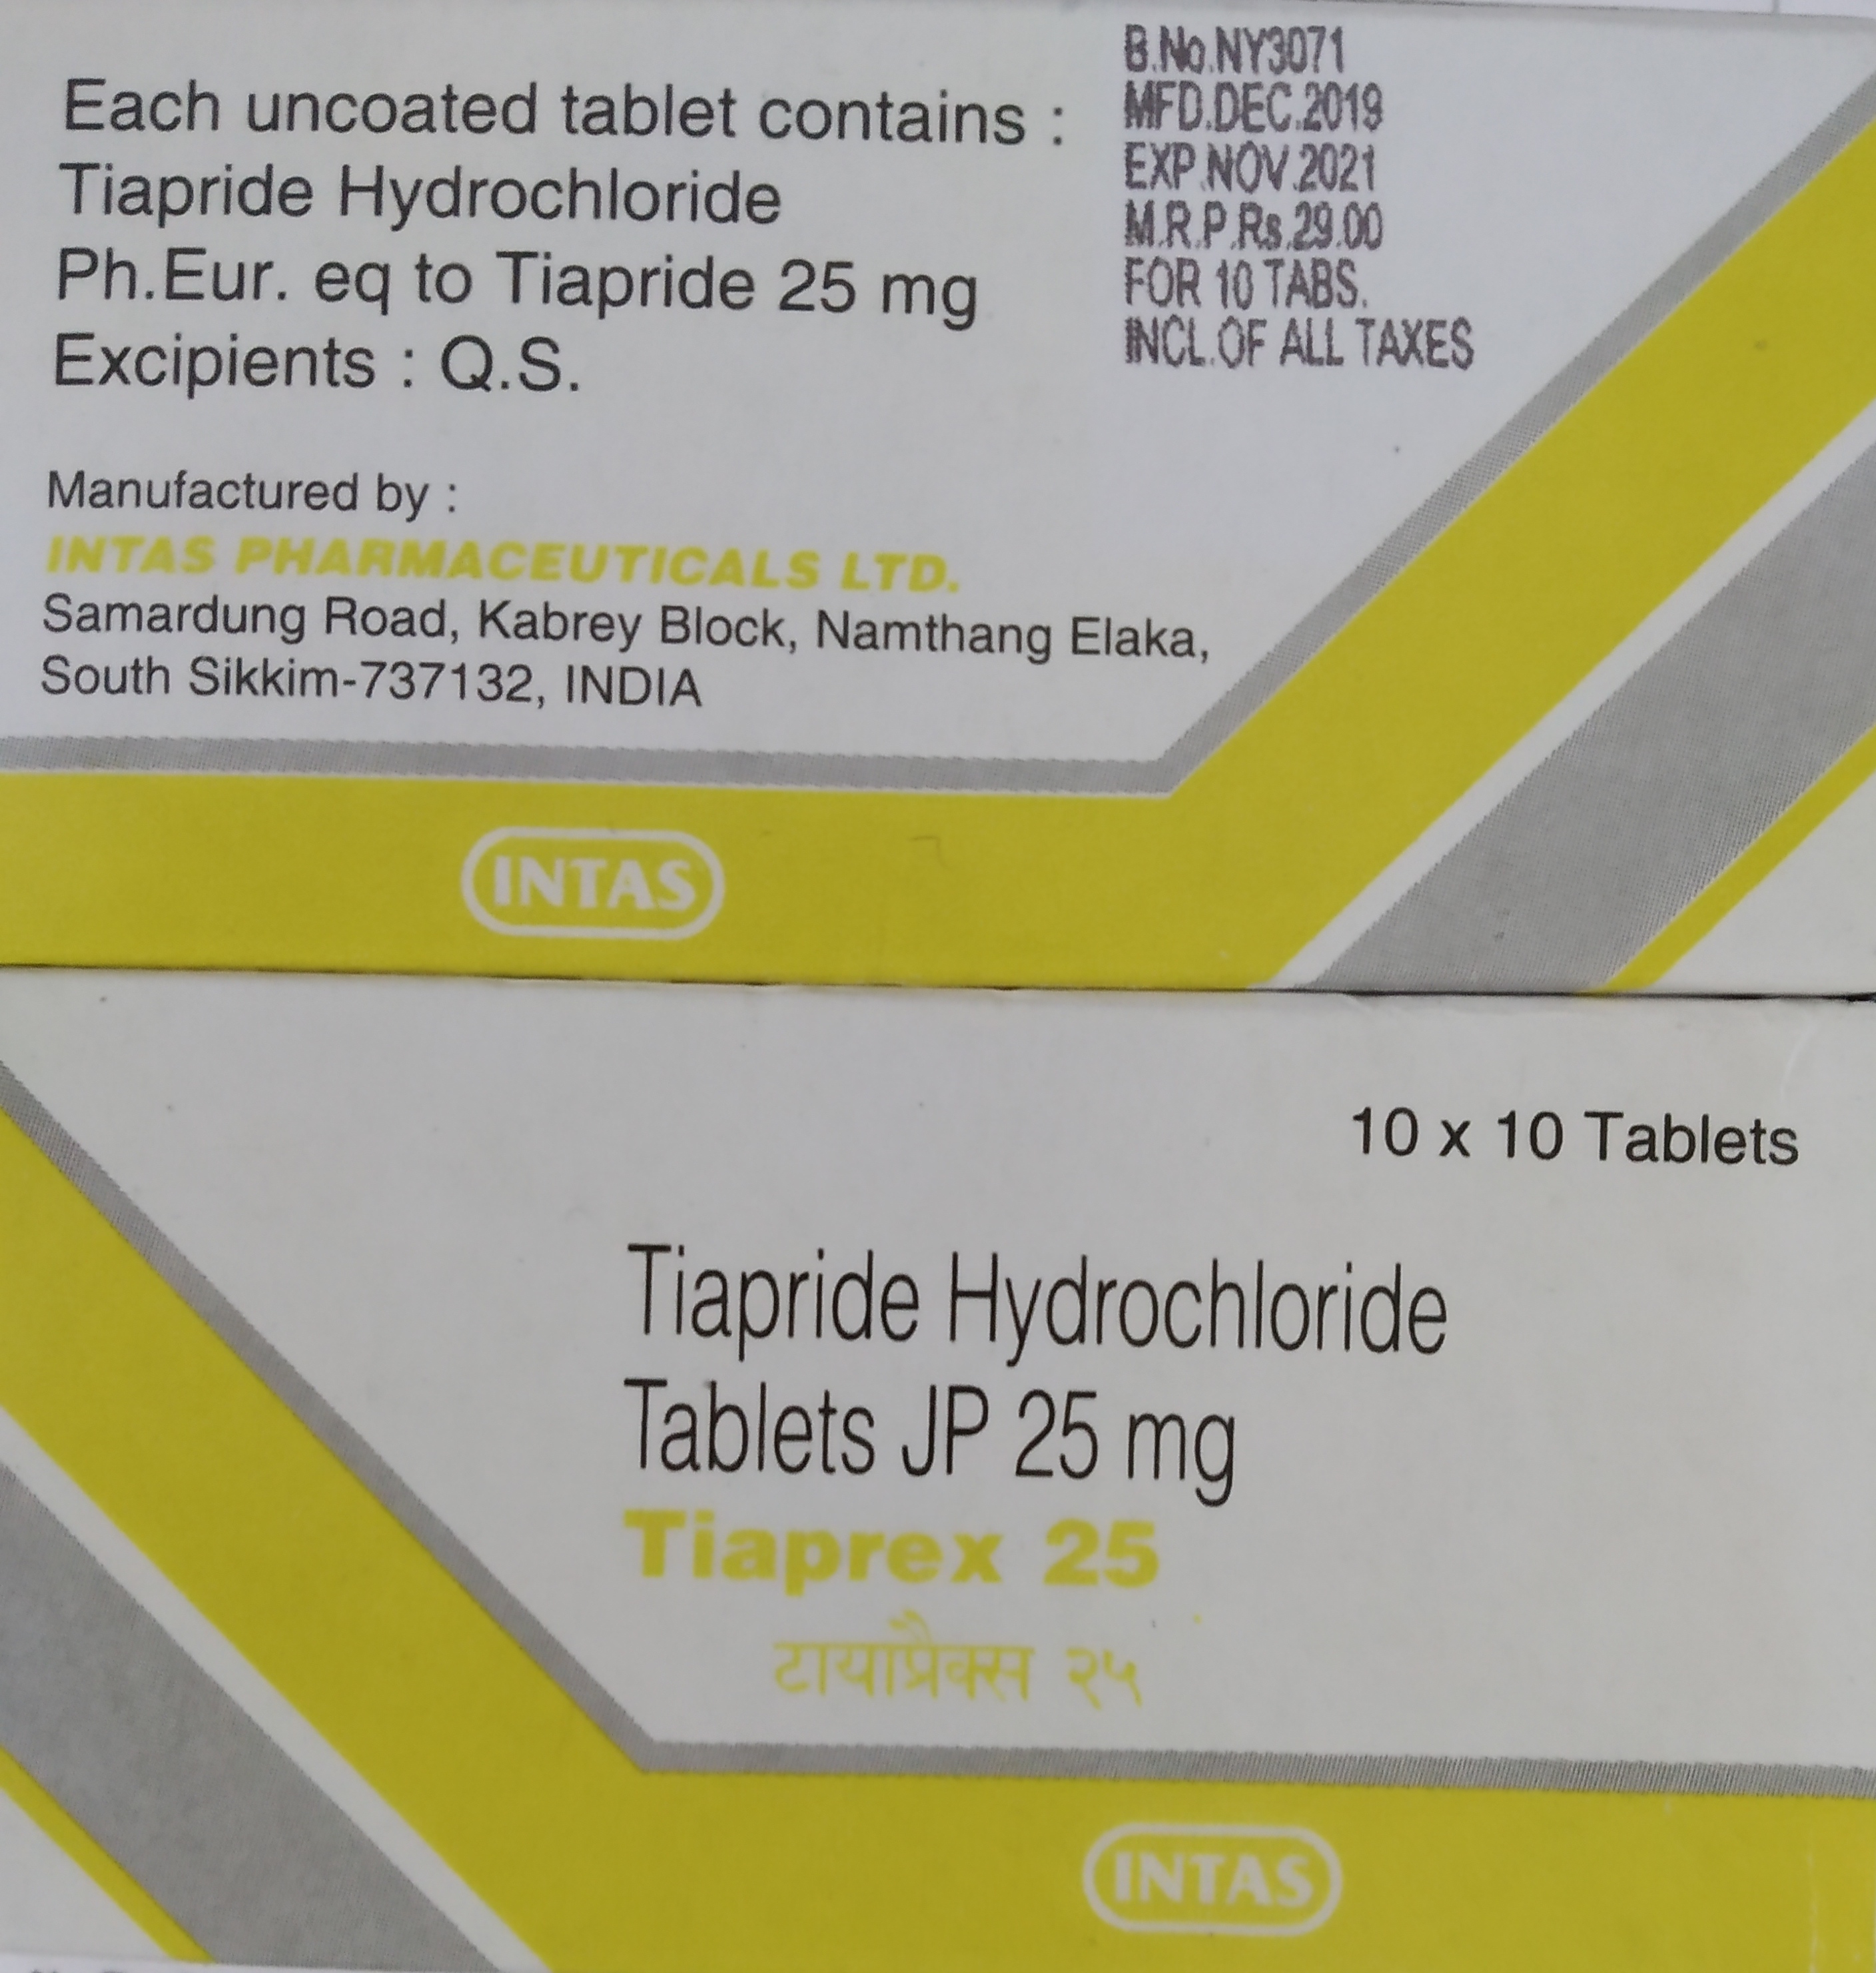 Each uncoated tablet contains :
Tiapride Hydrochloride
Ph.Eur. eq to Tiapride 25 mg
Excipients : Q.S.
B.No.NY3071
MFD.DEC.2019
EXP.NOV.2021
M.R.P.Rs.29.00
FOR 10 TABS.
INCL.OF ALL TAXES
Manufactured by :
INTAS PHARMACEUTICALS LTD.
Samardung Road, Kabrey Block, Namthang Elaka,
South Sikkim-737132, INDIA
INTAS
10 x 10 Tablets
Tiapride Hydrochloride
Tablets JP 25 mg
Tiaprex 25
टायाप्रैक्स २५
INTAS